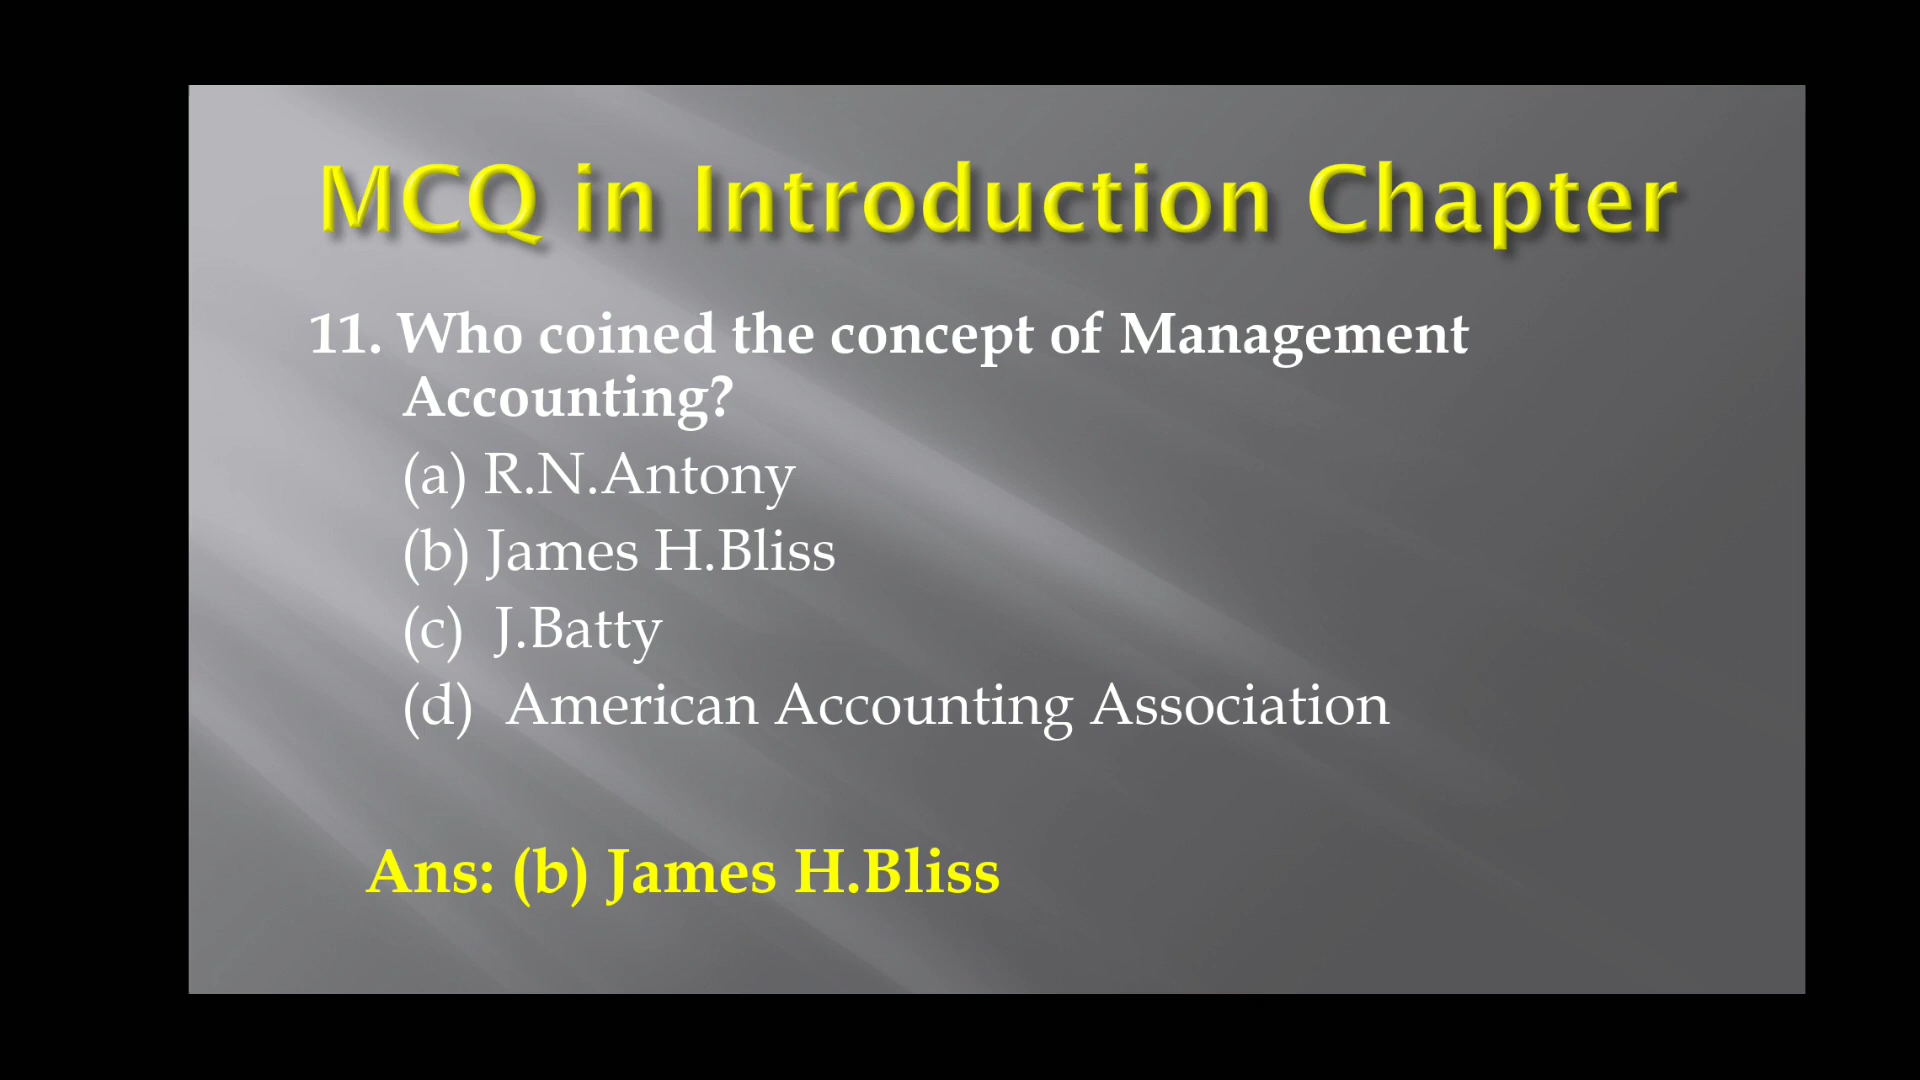 MCQ in Introduction Chapter
11. Who coined the concept of Management
Accounting?
(a) R.N.Antony
(b) James H.Bliss
(c) J.Batty
(d) American Accounting Association
Ans: (b) James H.Bliss